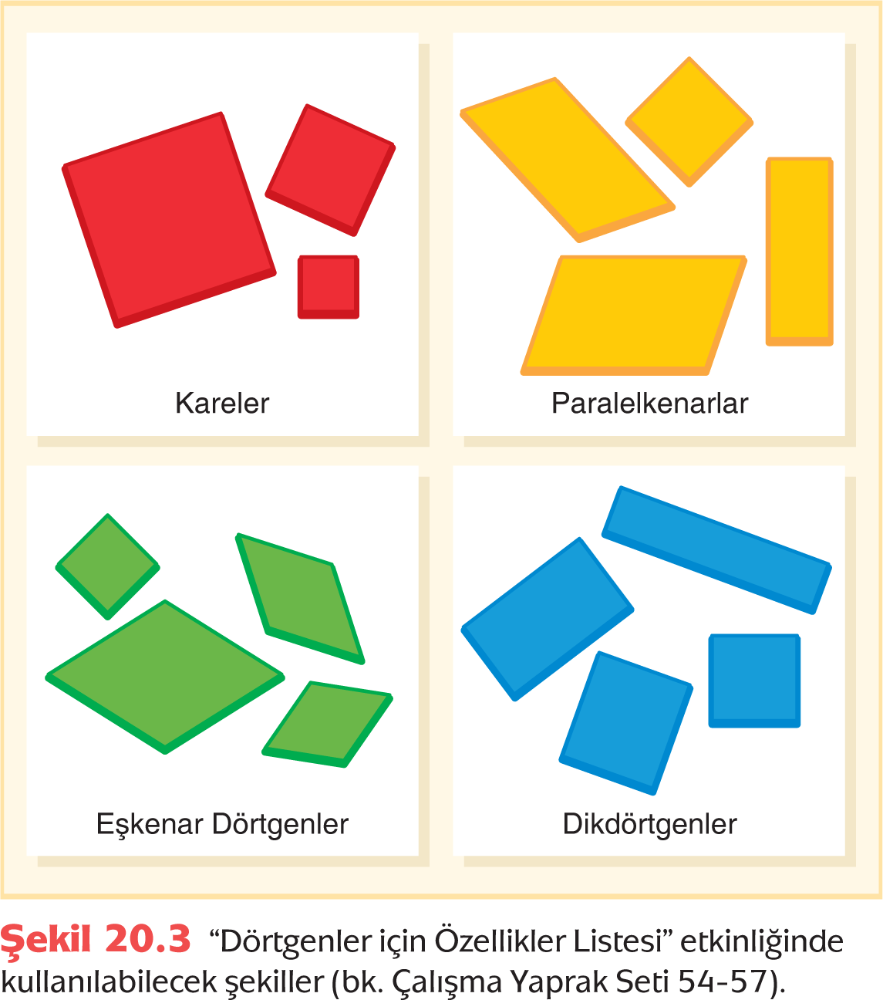 Kareler
Paralelkenarlar
Eşkenar Dörtgenler
Dikdörtgenler
Şekil 20.3 “Dörtgenler için Özellikler Listesi” etkinliğinde
kullanılabilecek şekiller (bk. Çalışma Yaprak Seti 54-57).